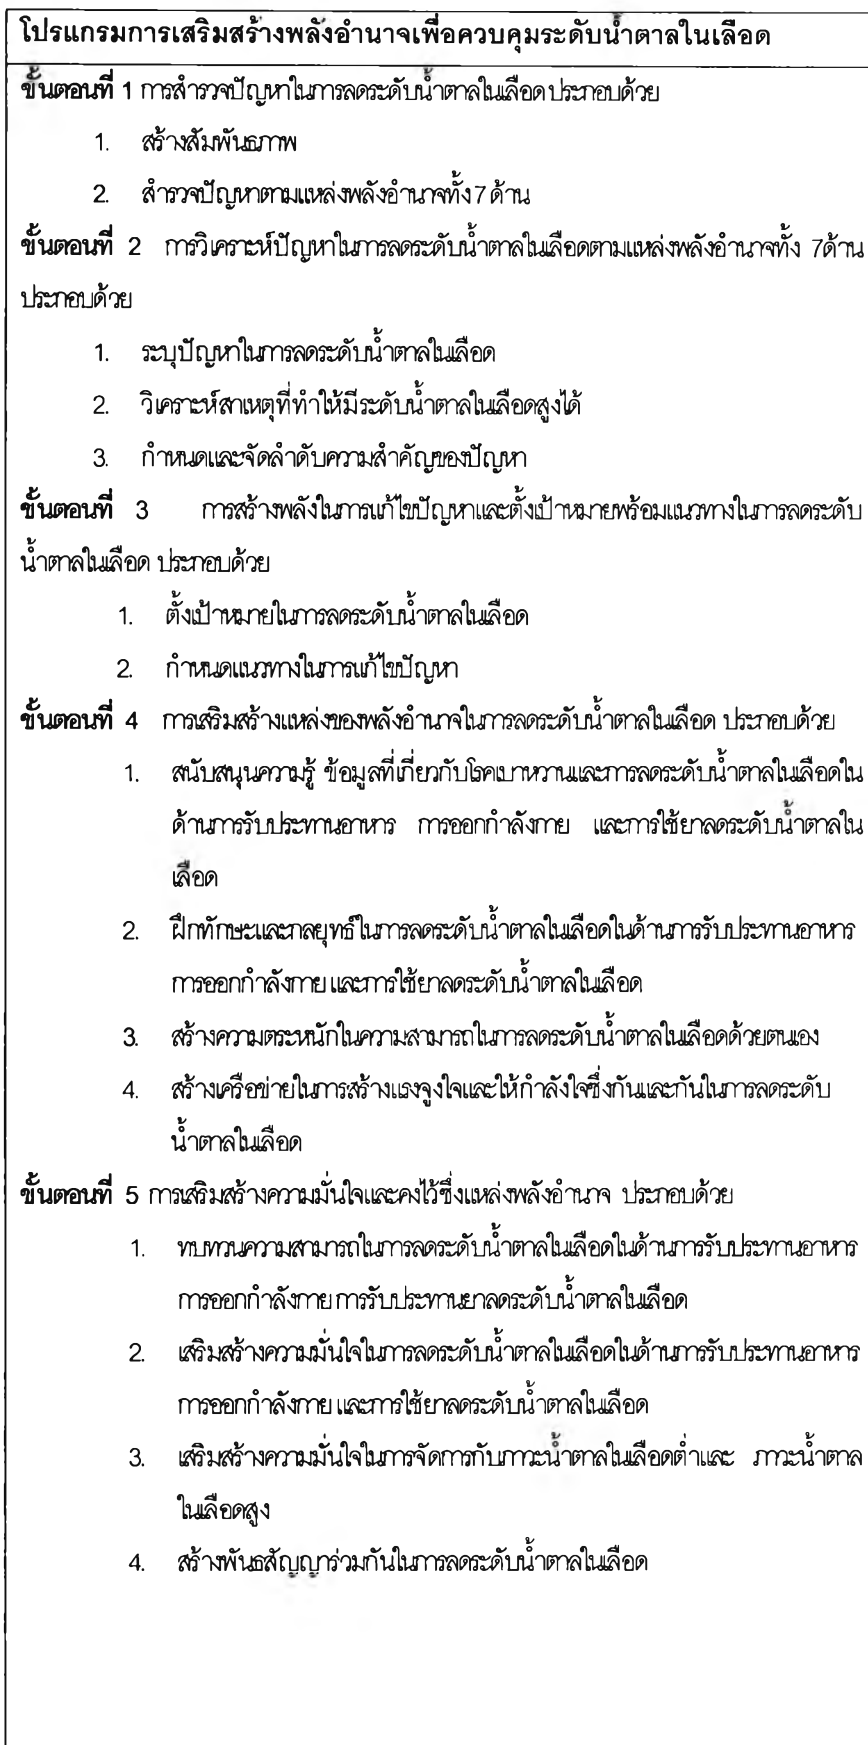 โปรแกรมการเสริมสร้างพลังอำนาจเพื่อควบคุมระดับน้ำตาลในเลือด
ขั้นตอนที่ 1 การสำรวจปัญหาในการลดระดับน้ำตาลในเลือด ประกอบด้วย
1. สร้างสัมพันธภาพ
2. สำรวจปัญหาตามแหล่งพลังอำนาจทั้ง7 ด้าน
ขั้นตอนที่ 2 การวิเคราะห์ปัญหาในการลดระดับน้ำตาลในเลือดตามแหล่งพลังอำนาจทั้ง 7ด้าน
ประกอบด้วย
1. ระบุปัญหาในการลดระดับน้ำตาลในเลือด
2. วิเคราะห์สาเหตุที่ทำให้มีระดับน้ำตาลในเลือดสูงได้
3. กำหนดและจัดลำดับความสำคัญของปัญหา
ขั้นตอนที่ 3 การสร้างพลังในการแก้ไขปัญหาและตั้งเป้าหมายพร้อมแนวทางในการลดระดับ
น้ำตาลในเลือด ประกอบด้วย
1. ตั้งเป้าหมายในการลดระดับน้ำตาลในเลือด
2. กำหนดแนวทางในการแก้ไขปัญหา
ขั้นตอนที่ 4 การเสริมสร้างแหล่งของพลังอำนาจในการลดระดับน้ำตาลในเลือด ประกอบด้วย
1. สนับสนุนความรู้ ข้อมูลที่เกี่ยวกับโรคเบาหวานและการลดระดับน้ำตาลในเลือดใน
ด้านการรับประทานอาหาร การออกกำลังกาย และการใช้ยาลดระดับน้ำตาลใน
เลือด
2. ฝึกทักษะและกลยุทธ์ในการลดระดับน้ำตาลในเลือดในด้านการรับประทานอาหาร
การออกกำลังกาย และการใช้ยาลดระดับน้ำตาลในเลือด
3. สร้างความตระหนักในความสามารถในการลดระดับน้ำตาลในเลือดด้วยตนเอง
4. สร้างเครือข่ายในการสร้างแรงจูงใจและให้กำลังใจซึ่งกันและกันในการลดระดับ
น้ำตาลในเลือด
ขั้นตอนที่ 5 การเสริมสร้างความมั่นใจและคงไว้ซึ่งแหล่งพลังอำนาจ ประกอบด้วย
1. ทบทวนความสามารถในการลดระดับน้ำตาลในเลือดในด้านการรับประทานอาหาร
การออกกำลังกาย การรับประทานยาลดระดับน้ำตาลในเลือด
2. เสริมสร้างความมั่นใจในการลดระดับน้ำตาลในเลือดในด้านการรับประทานอาหาร
การออกกำลังกาย และการใช้ยาลดระดับน้ำตาลในเลือด
3. เสริมสร้างความมั่นใจในการจัดการกับภาวะน้ำตาลในเลือดต่ำและ ภาวะน้ำตาล
ในเลือดสูง
4. สร้างพันธสัญญาร่วมกันในการลดระดับน้ำตาลในเลือด